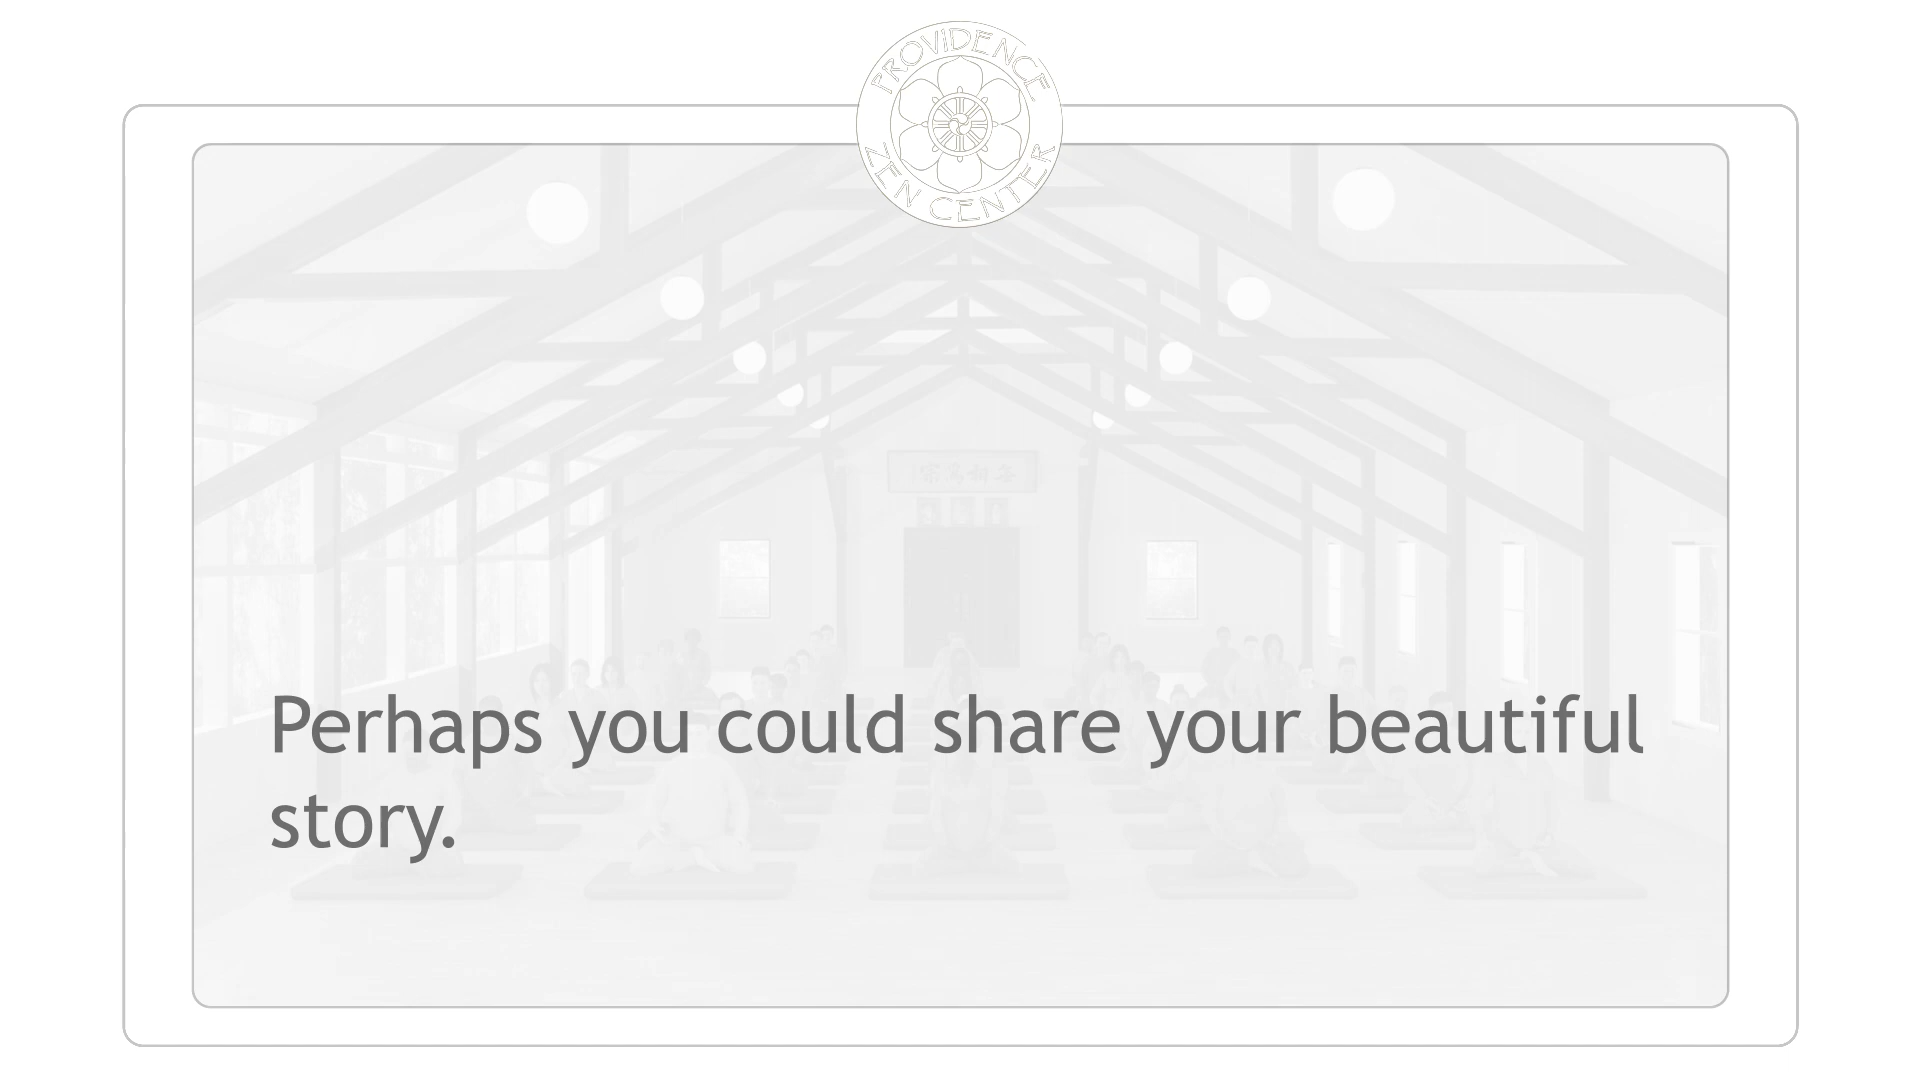 PROVIDENCE
ZEN CENTER
Perhaps you could share your beautiful
story.